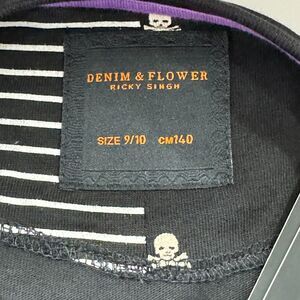 DENIM & FLOWER
RICKY SINGH
SIZE 9/10 CM140